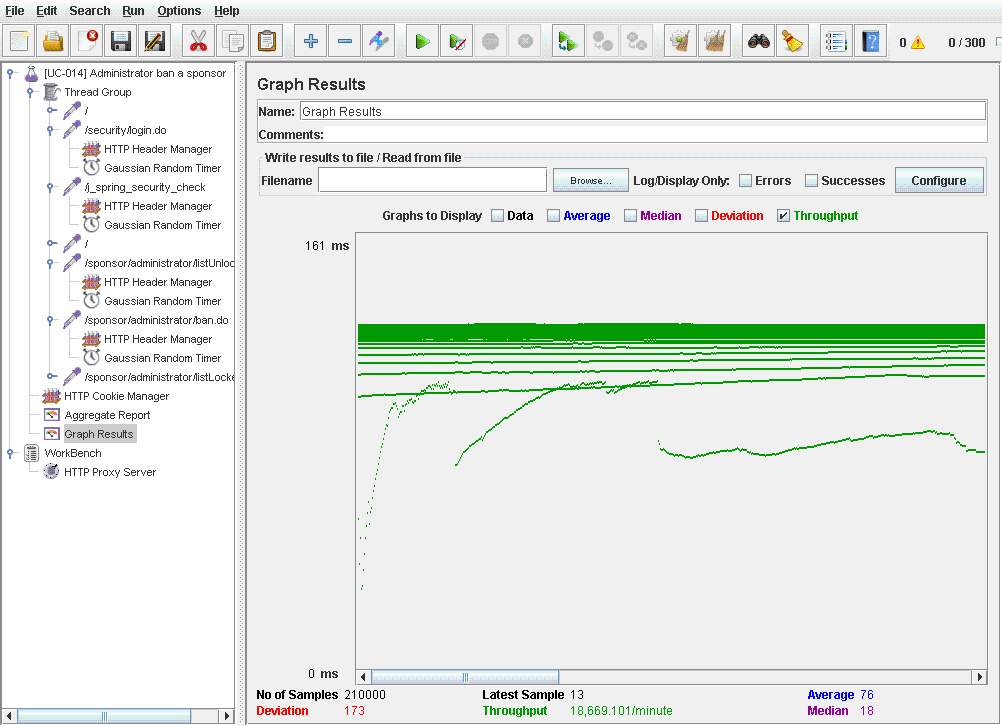 File Edit Search Run Options Help
0 0 / 300
[UC-014] Administrator ban a sponsor
Thread Group
/
/security/login.do
HTTP Header Manager
Gaussian Random Timer
/j_spring_security_check
HTTP Header Manager
Gaussian Random Timer
/
/sponsor/administrator/listUnloc
HTTP Header Manager
Gaussian Random Timer
/sponsor/administrator/ban.do
HTTP Header Manager
Gaussian Random Timer
/sponsor/administrator/listLocke
HTTP Cookie Manager
Aggregate Report
Graph Results
WorkBench
HTTP Proxy Server
Graph Results
Name: Graph Results
Comments:
Write results to file / Read from file
Filename Browse... Log/Display Only: Errors Successes Configure
Graphs to Display Data Average Median Deviation Throughput
161 ms
0 ms
No of Samples 210000 Latest Sample 13 Average 76
Deviation 173 Throughput 18,669.101/minute Median 18